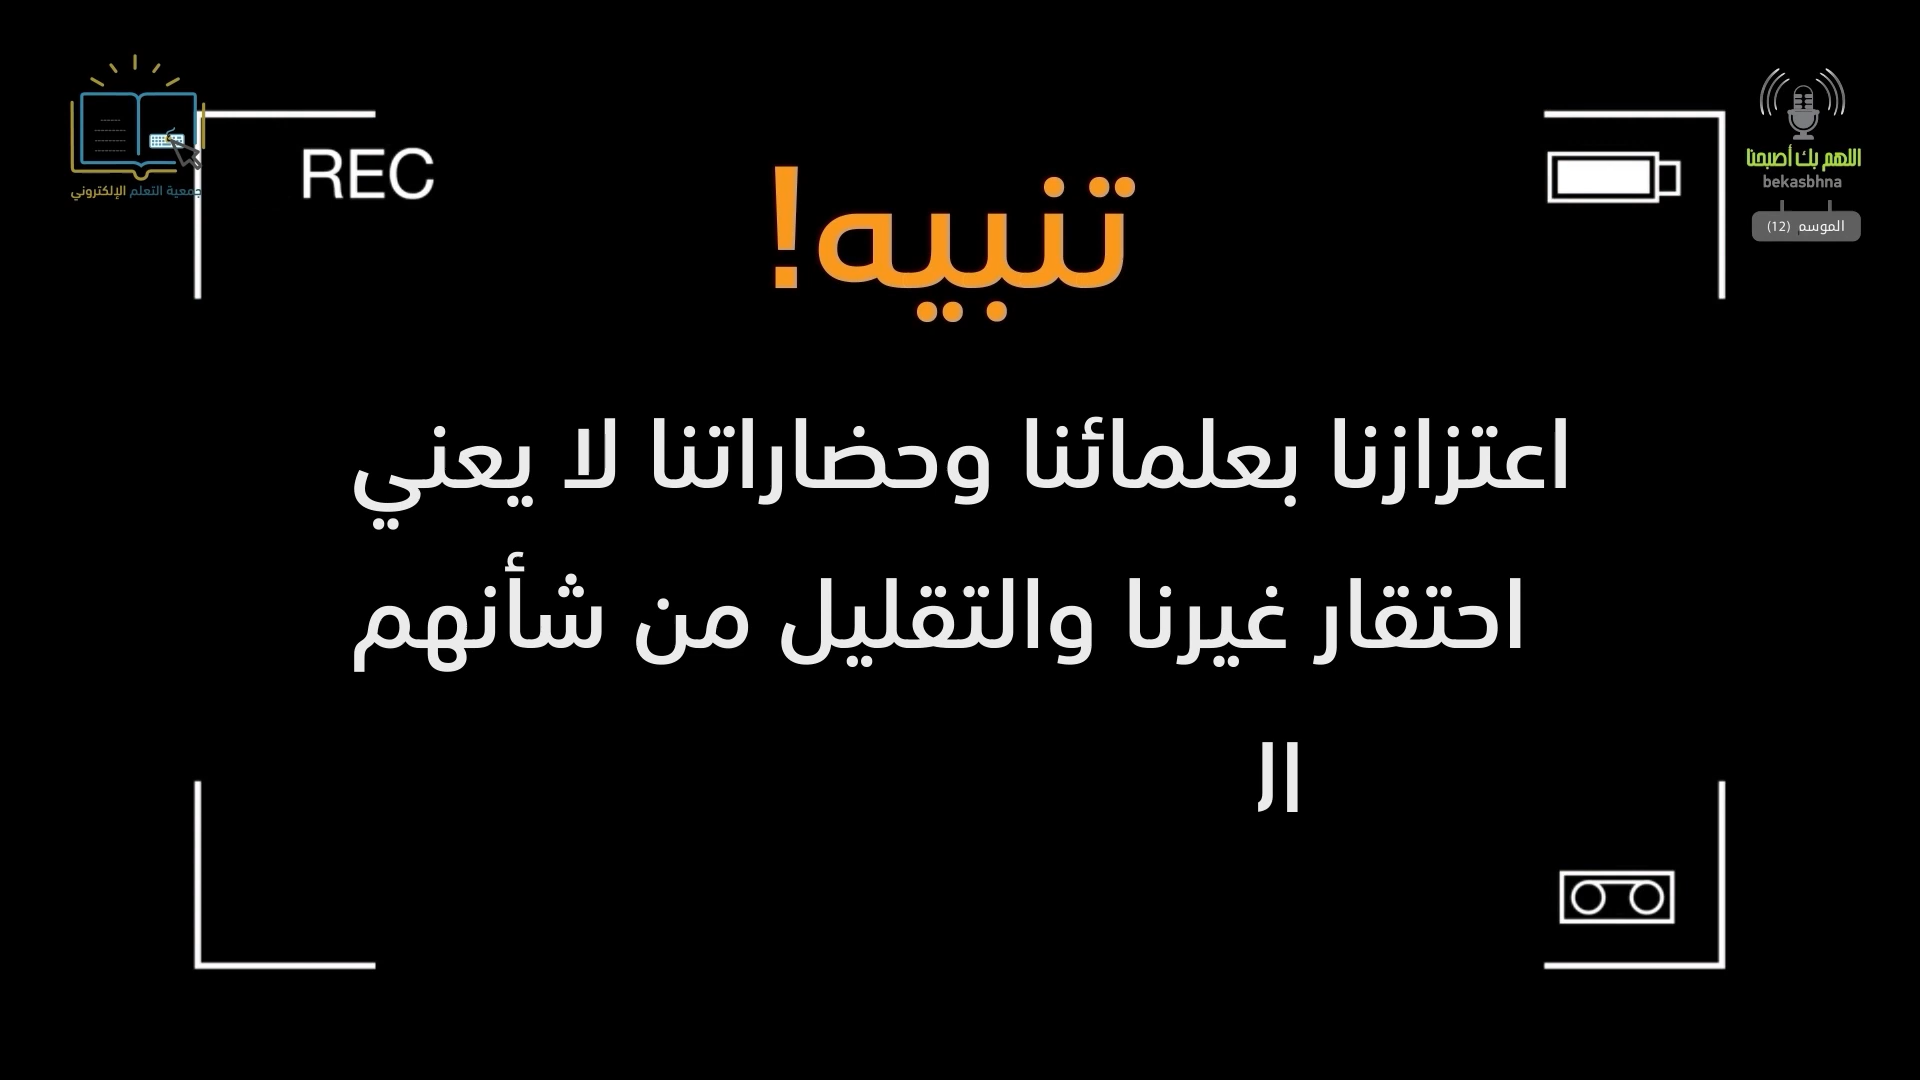 جمعية التعلم الإلكتروني
REC
تنبيه!
اللهم بك أصبحنا
bekasbhna
الموسم (12)
اعتزازنا بعلمائنا وحضاراتنا لا يعني
احتقار غيرنا والتقليل من شأنهم
ال